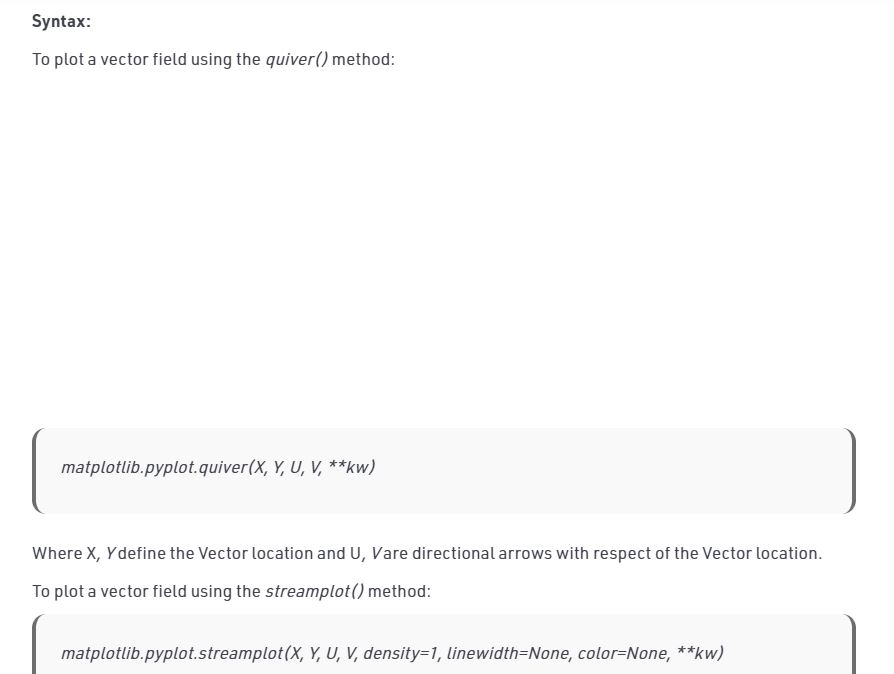 Syntax:
To plot a vector field using the quiver() method:
matplotlib.pyplot.quiver(X, Y, U, V, **kw)
Where X, Y define the Vector location and U, V are directional arrows with respect of the Vector location.
To plot a vector field using the streamplot() method:
matplotlib.pyplot.streamplot(X, Y, U, V, density=1, linewidth=None, color=None, **kw)